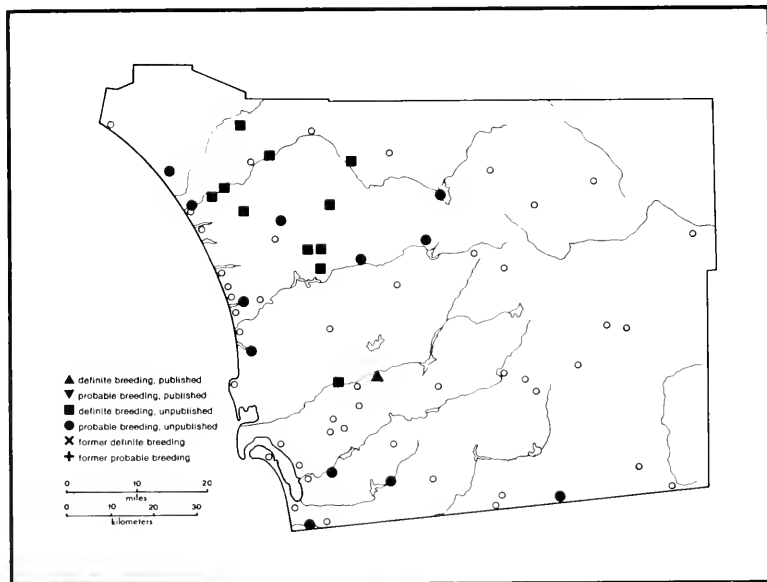 definite breeding, published
probable breeding, published
definite breeding, unpublished
probable breeding, unpublished
former definite breeding
former probable breeding
0 10 20
miles
0 10 20 30
kilometers